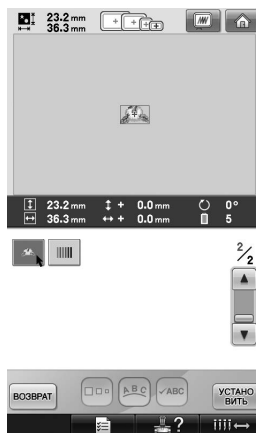 23.2 mm
36.3 mm
23.2 mm + 0.0 mm 0°
36.3 mm + 0.0 mm 5
2/2
ABC
ABC
ВОЗВРАТ
УСТАНО
ВИТЬ
?